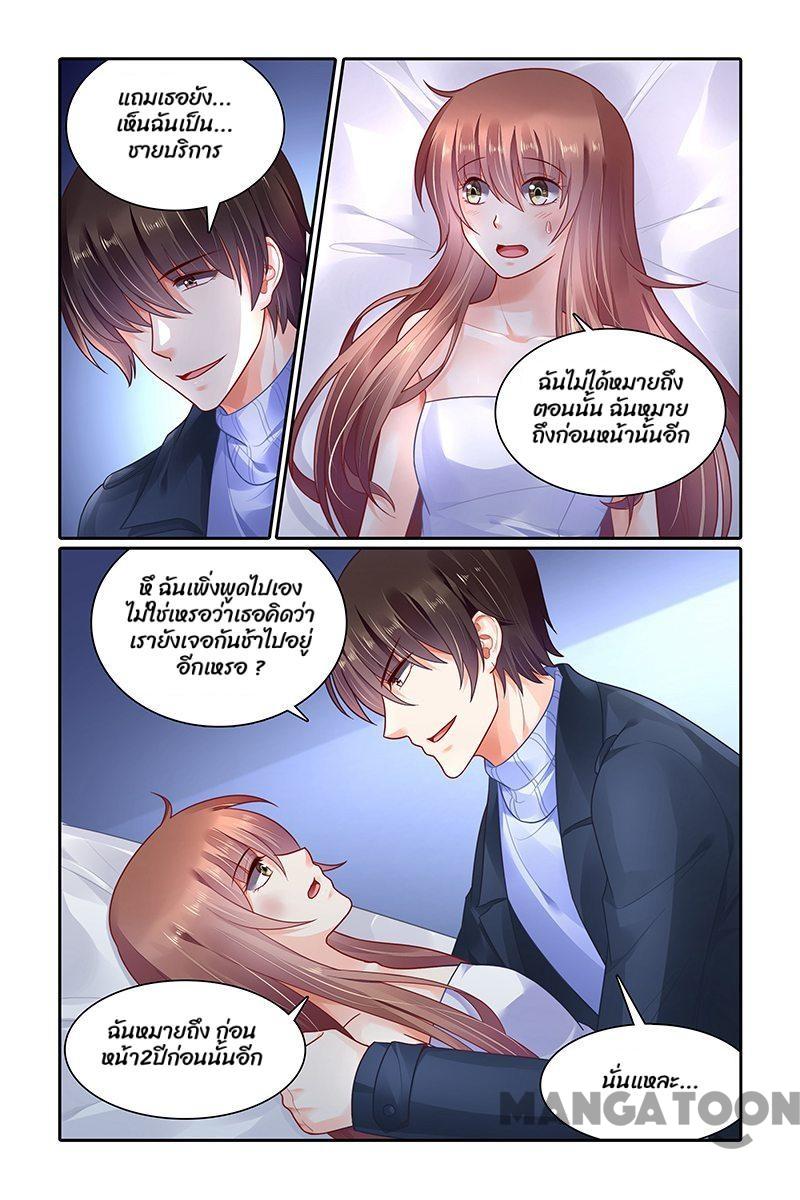 แถมเธอยัง...
เห็นฉันเป็น...
ชายบริการ
ฉันไม่ได้หมายถึง
ตอนนั้น ฉันหมาย
ถึงก่อนหน้านั้นอีก
หึ ฉันเพิ่งพูดไปเอง
ไม่ใช่เหรอว่าเธอคิดว่า
เรายังเจอกันช้าไปอยู่
อีกเหรอ ?
ฉันหมายถึง ก่อน
หน้า2ปีก่อนนั้นอีก
นั่นแหละ...
MANGATOON